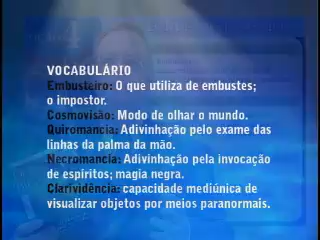 VOCABULÁRIO
Embusteiro: O que utiliza de embustes;
o impostor.
Cosmovisão: Modo de olhar o mundo.
Quiromancia: Adivinhação pelo exame das
linhas da palma da mão.
Necromancia: Adivinhação pela invocação
de espíritos; magia negra.
Clarividência: capacidade mediúnica de
visualizar objetos por meios paranormais.